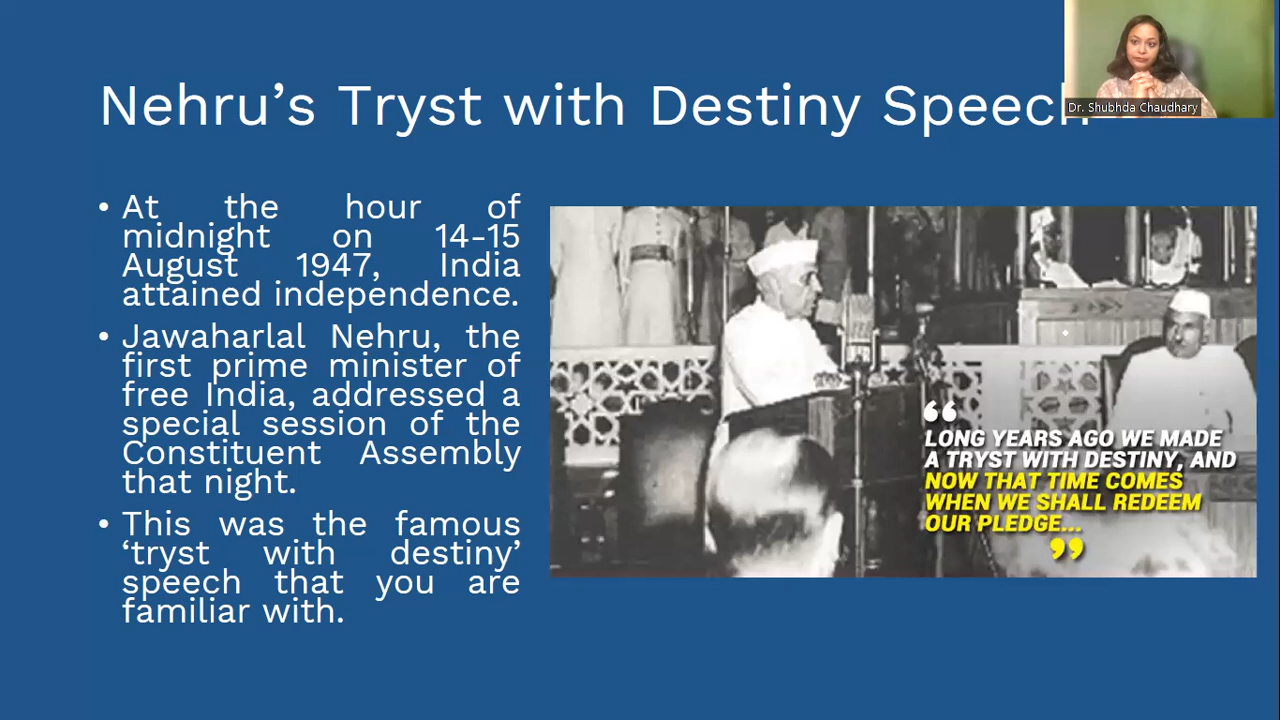 Nehru's Tryst with Destiny Speech
Dr. Shubhda Chaudhary
• At the hour of
midnight on 14-15
August 1947, India
attained independence.
• Jawaharlal Nehru, the
first prime minister of
free India, addressed a
special session of the
Constituent Assembly
that night.
• This was the famous
‘tryst with destiny’
speech that you are
familiar with.
“
LONG YEARS AGO WE MADE
A TRYST WITH DESTINY, AND
NOW THAT TIME COMES
WHEN WE SHALL REDEEM
OUR PLEDGE...
”